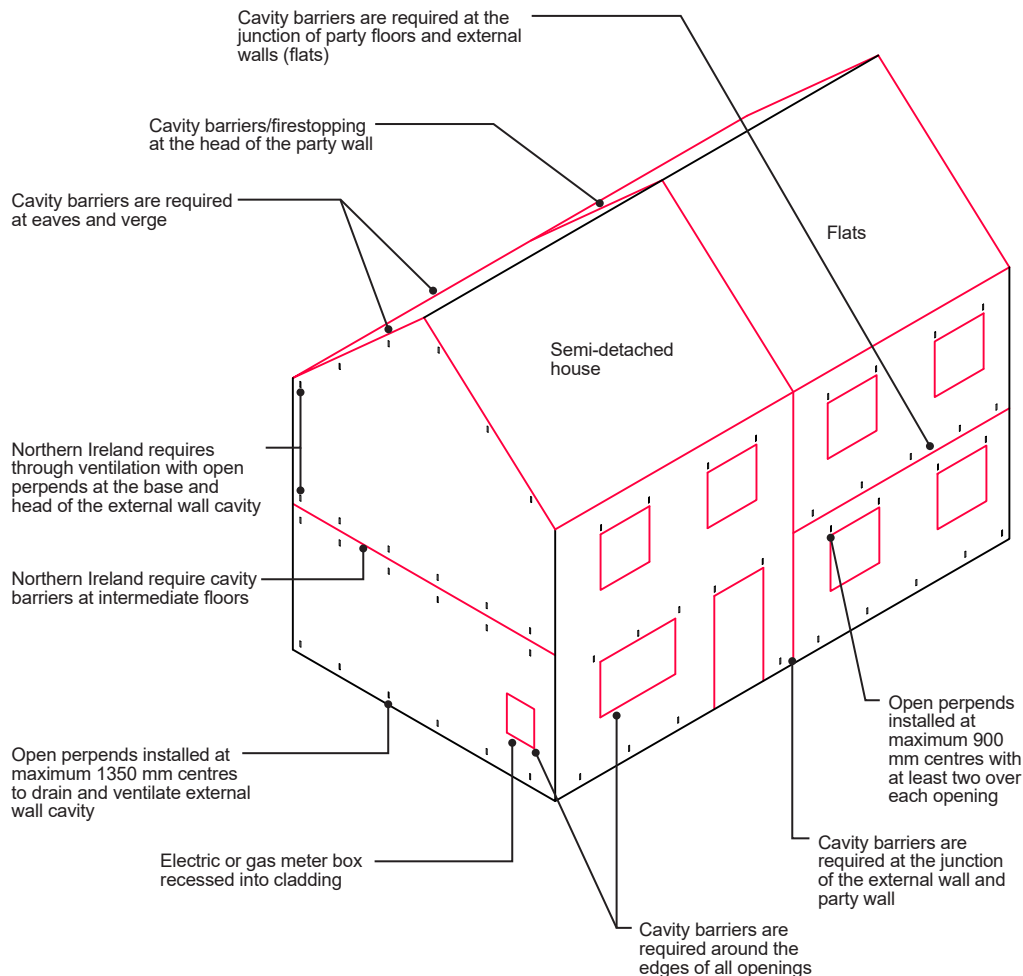 Cavity barriers are required at the
junction of party floors and external
walls (flats)
Cavity barriers/firestopping
at the head of the party wall
Cavity barriers are required
at eaves and verge
Flats
Semi-detached
house
Northern Ireland requires
through ventilation with open
perpends at the base and
head of the external wall cavity
Northern Ireland require cavity
barriers at intermediate floors
Open perpends installed at
maximum 1350 mm centres
to drain and ventilate external
wall cavity
Electric or gas meter box
recessed into cladding
Open perpends
installed at
maximum 900
mm centres with
at least two over
each opening
Cavity barriers are
required at the junction
of the external wall and
party wall
Cavity barriers are
required around the
edges of all openings